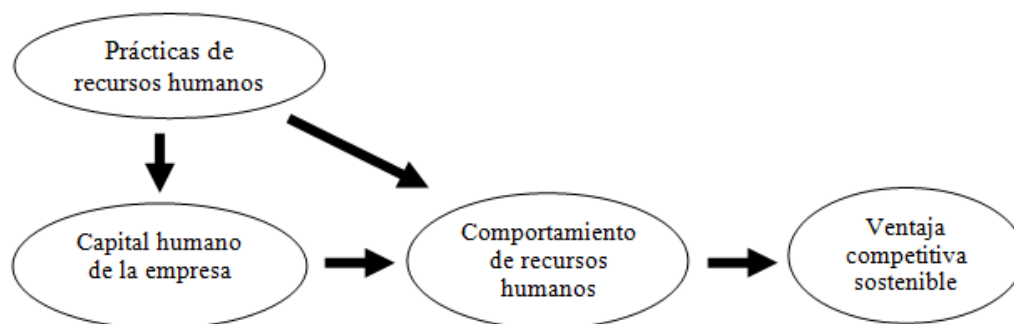 Prácticas de
recursos humanos
Capital humano
de la empresa
Comportamiento
de recursos
humanos
Ventaja
competitiva
sostenible